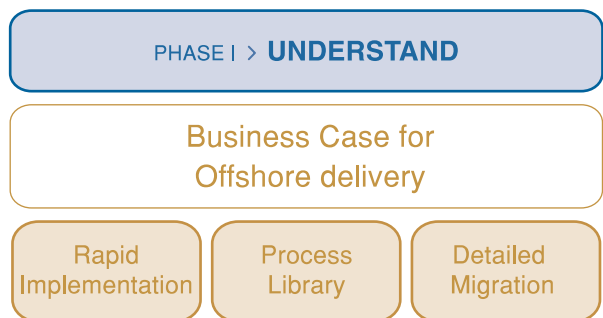 PHASE I > UNDERSTAND
Business Case for
Offshore delivery
Rapid
Implementation
Process
Library
Detailed
Migration